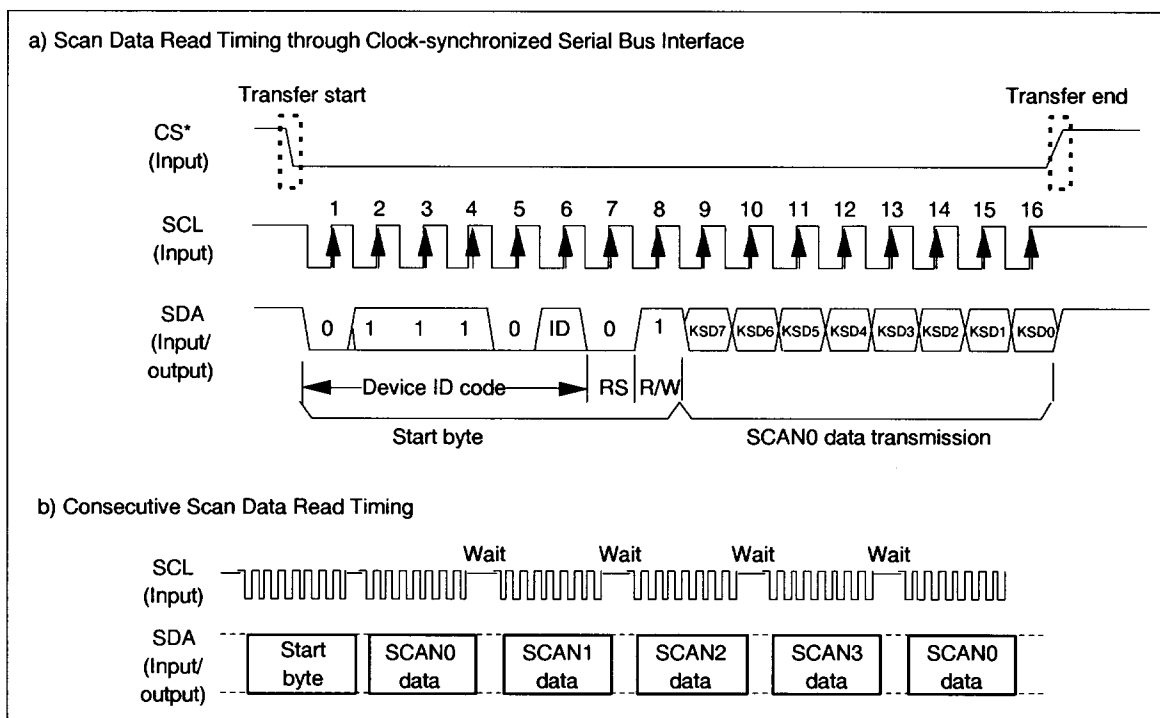 a) Scan Data Read Timing through Clock-synchronized Serial Bus Interface
Transfer start
Transfer end
CS*
(Input)
1 2 3 4 5 6 7 8 9 10 11 12 13 14 15 16
SCL
(Input)
SDA
(Input/
output)
0 1 1 1 0 ID 0 1 KSD7 KSD6 KSD5 KSD4 KSD3 KSD2 KSD1 KSD0
Device ID code RS R/W
Start byte
SCAN0 data transmission
b) Consecutive Scan Data Read Timing
Wait Wait Wait Wait
SCL
(Input)
SDA
(Input/
output)
Start
byte
SCAN0
data
SCAN1
data
SCAN2
data
SCAN3
data
SCAN0
data